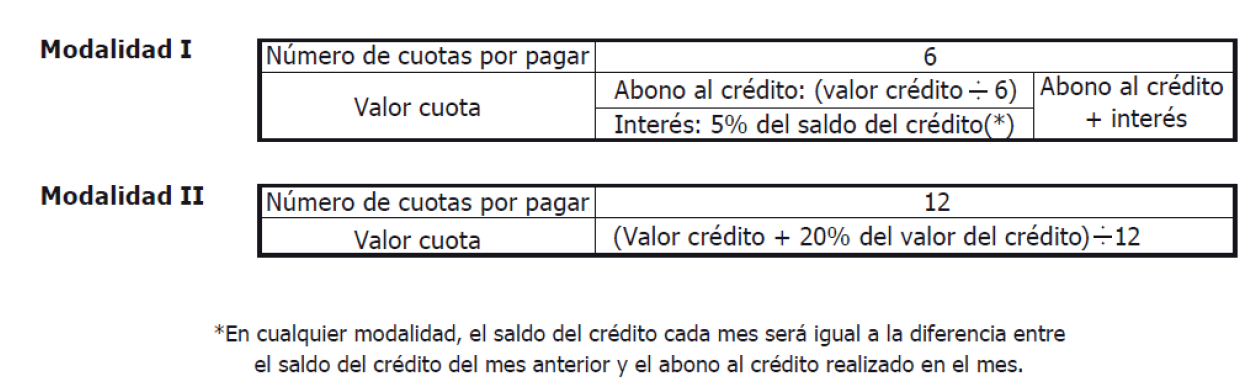 Modalidad I
Número de cuotas por pagar 6
Valor cuota
Abono al crédito: (valor crédito ÷ 6)
Interés: 5% del saldo del crédito(*)
Abono al crédito
+ interés
Modalidad II
Número de cuotas por pagar 12
Valor cuota (Valor crédito + 20% del valor del crédito)÷12
*En cualquier modalidad, el saldo del crédito cada mes será igual a la diferencia entre
el saldo del crédito del mes anterior y el abono al crédito realizado en el mes.